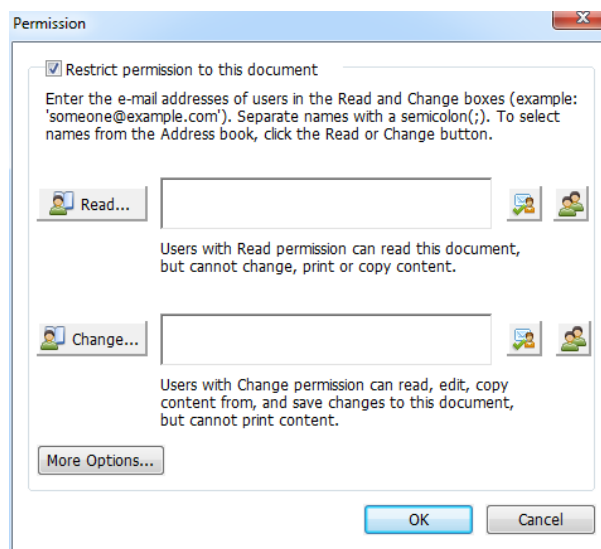 Permission
Restrict permission to this document
Enter the e-mail addresses of users in the Read and Change boxes (example:
'someone@example.com'). Separate names with a semicolon(;). To select
names from the Address book, click the Read or Change button.
Read...
Users with Read permission can read this document,
but cannot change, print or copy content.
Change...
Users with Change permission can read, edit, copy
content from, and save changes to this document,
but cannot print content.
More Options...
OK Cancel